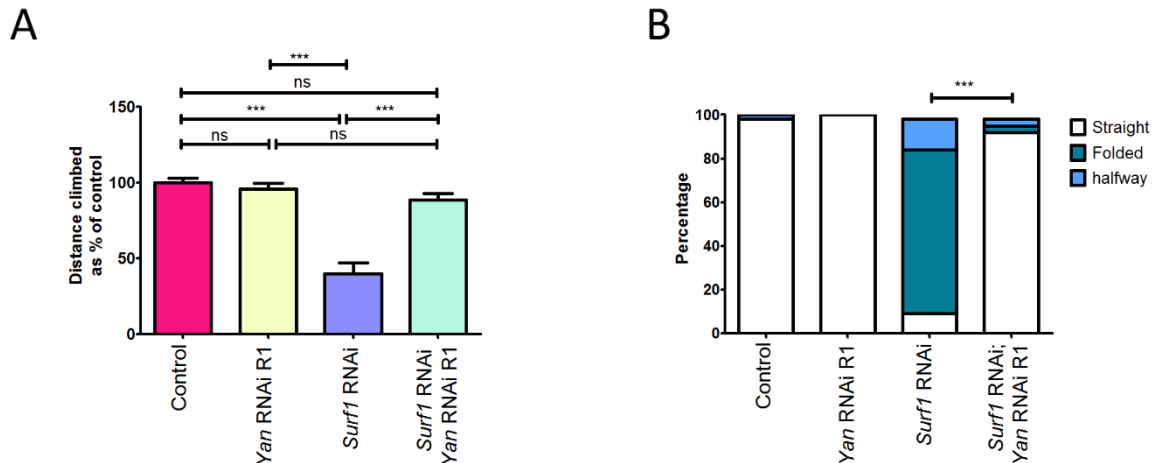 A
***
ns
***
***
ns
ns
150
100
50
0
Distance climbed
as % of control
Control
Yan RNAi R1
Surf1 RNAi
Surf1 RNAi
Yan RNAi R1
B
***
100
80
60
40
20
0
Percentage
Straight
Folded
halfway
Control
Yan RNAi R1
Surf1 RNAi
Surf1 RNAi;
Yan RNAi R1